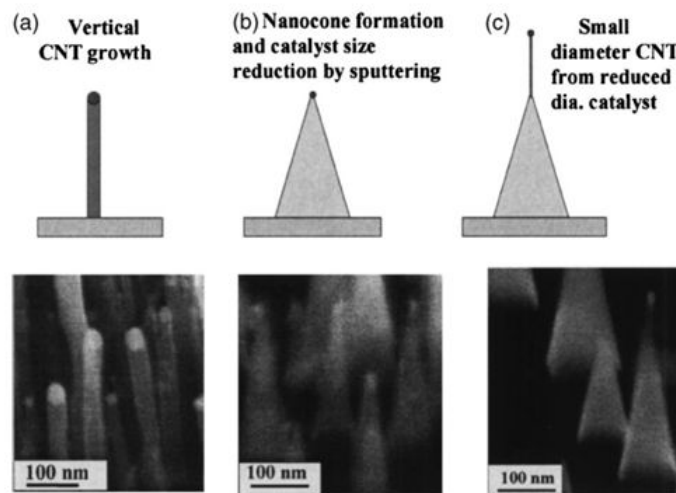 (a)
Vertical
CNT growth
(b) Nanocone formation
and catalyst size
reduction by sputtering
(c)
Small
diameter CNT
from reduced
dia. catalyst
100 nm
100 nm
100 nm